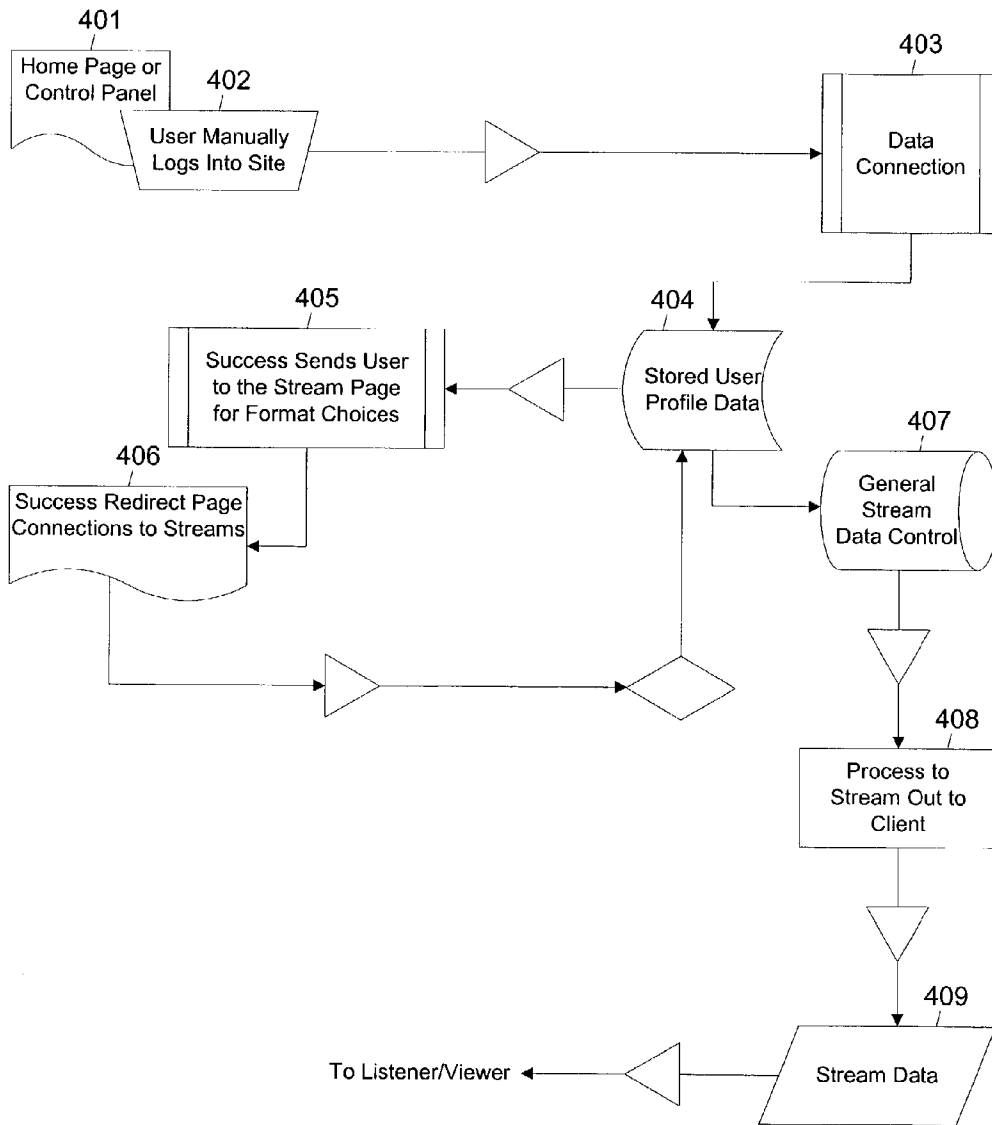 401
Home Page or
Control Panel
402
User Manually
Logs Into Site
403
Data
Connection
405
Success Sends User
to the Stream Page
for Format Choices
404
Stored User
Profile Data
406
Success Redirect Page
Connections to Streams
407
General
Stream
Data Control
408
Process to
Stream Out to
Client
409
Stream Data
To Listener/Viewer